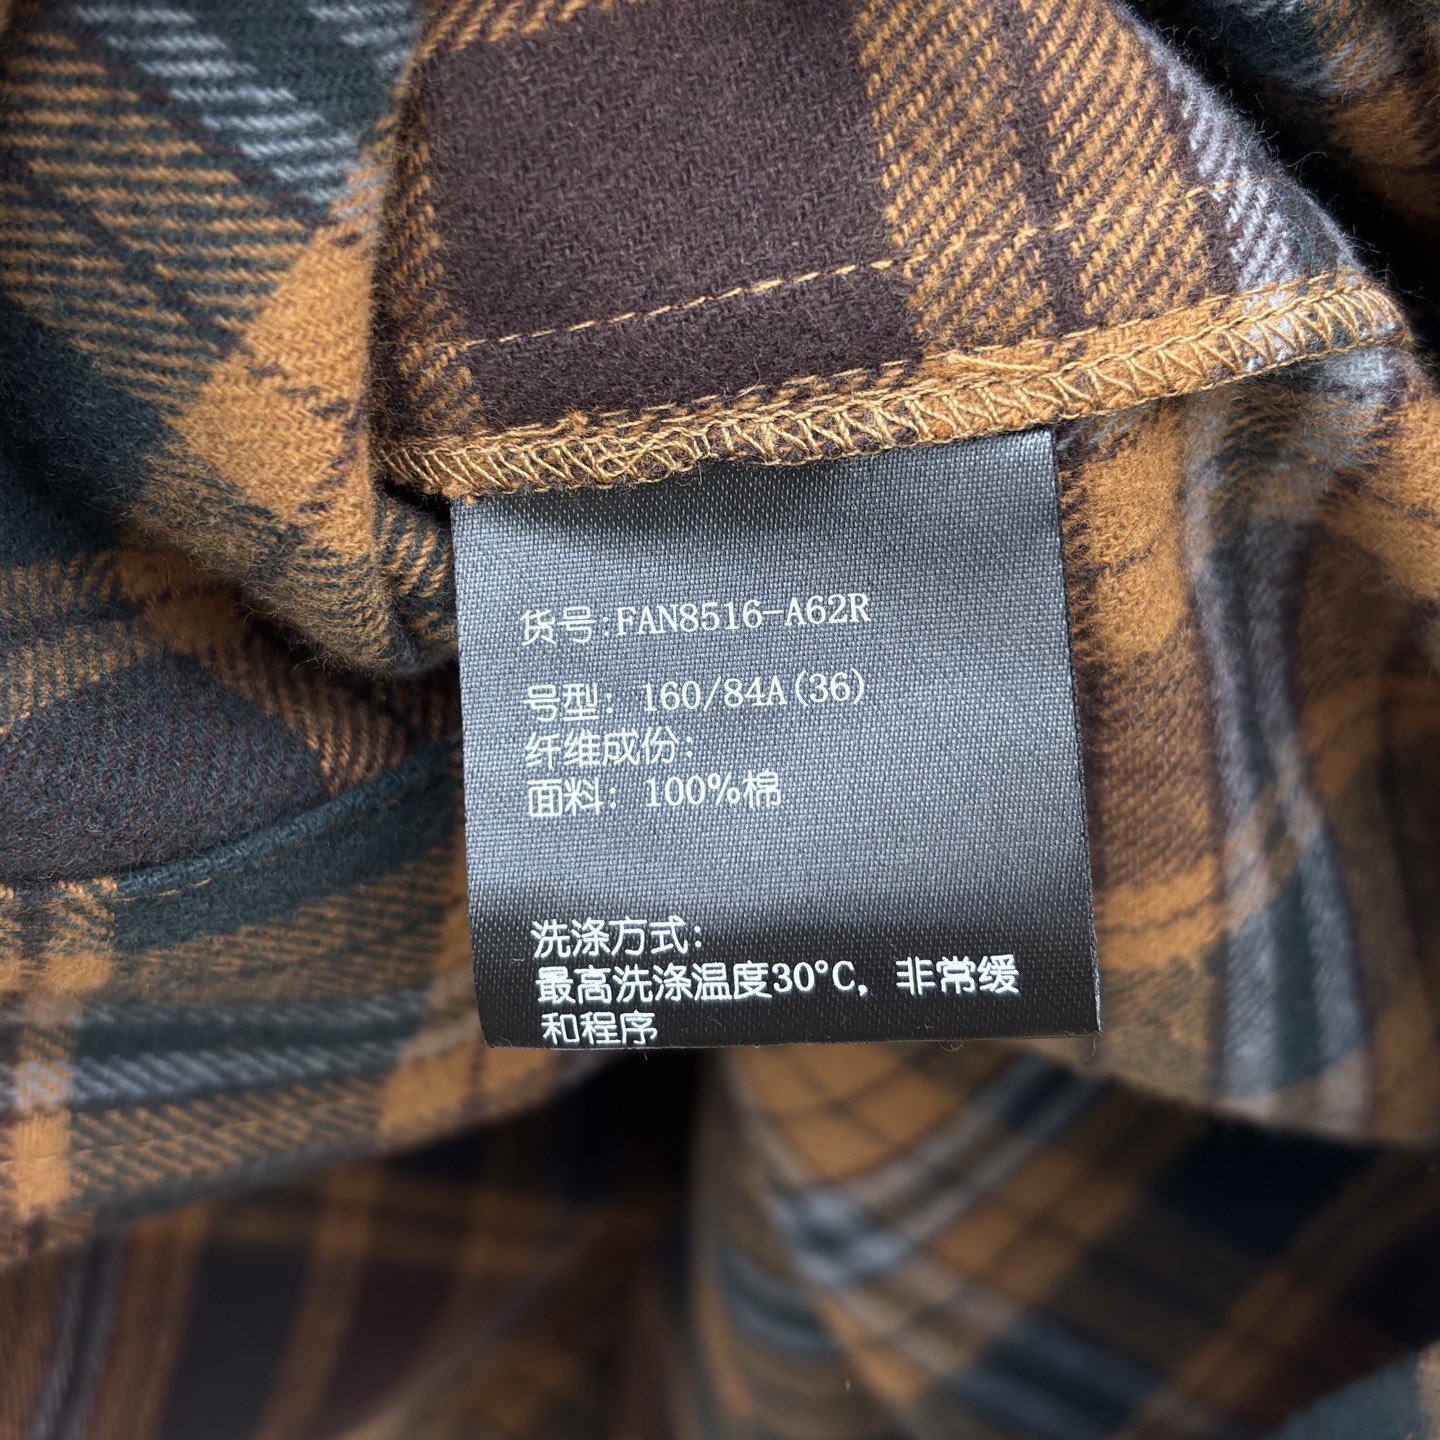 货号:FAN8516-A62R
号型: 160/84A(36)
纤维成份:
面料: 100%棉
洗涤方式:
最高洗涤温度30°C, 非常缓
和程序